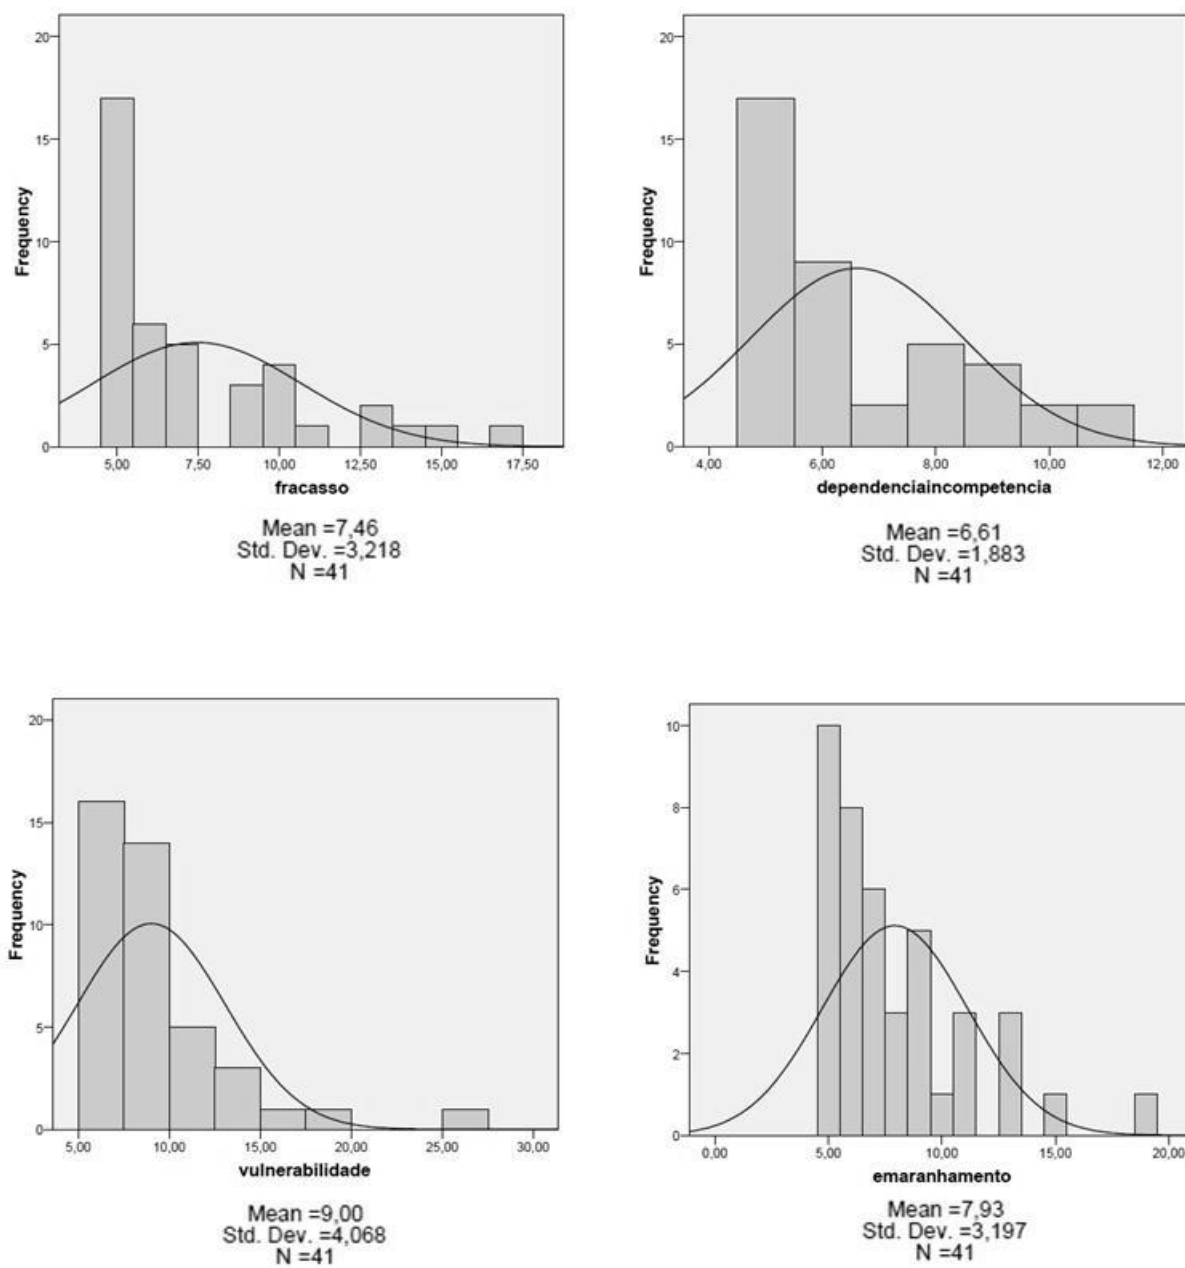 20
15
10
5
0
Frequency
5,00 7,50 10,00 12,50 15,00 17,50
fracasso
Mean =7,46
Std. Dev. =3,218
N =41
20
15
10
5
0
Frequency
4,00 6,00 8,00 10,00 12,00
dependenciaincompetencia
Mean =6,61
Std. Dev. =1,883
N =41
20
15
10
5
0
Frequency
5,00 10,00 15,00 20,00 25,00 30,00
vulnerabilidade
Mean =9,00
Std. Dev. =4,068
N =41
10
8
6
4
2
0
Frequency
0,00 5,00 10,00 15,00 20,00
emaranhamento
Mean =7,93
Std. Dev. =3,197
N =41